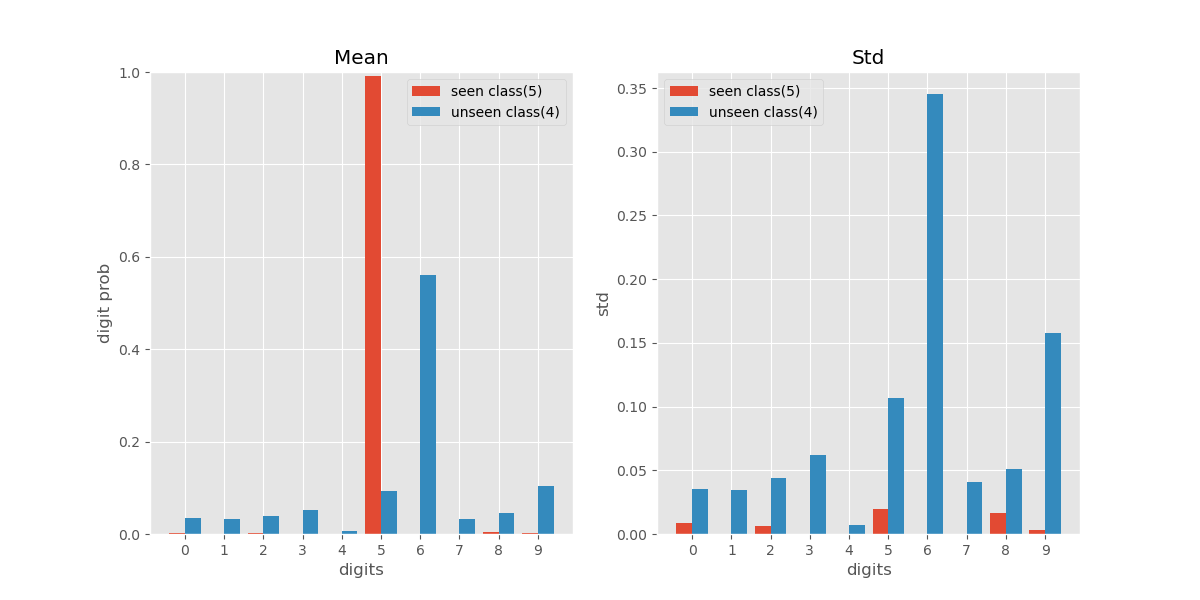 Mean
1.0
0.8
0.6
0.4
0.2
0.0
digit prob
seen class(5)
unseen class(4)
0 1 2 3 4 5 6 7 8 9
digits
Std
0.35
0.30
0.25
0.20
0.15
0.10
0.05
0.00
std
seen class(5)
unseen class(4)
0 1 2 3 4 5 6 7 8 9
digits